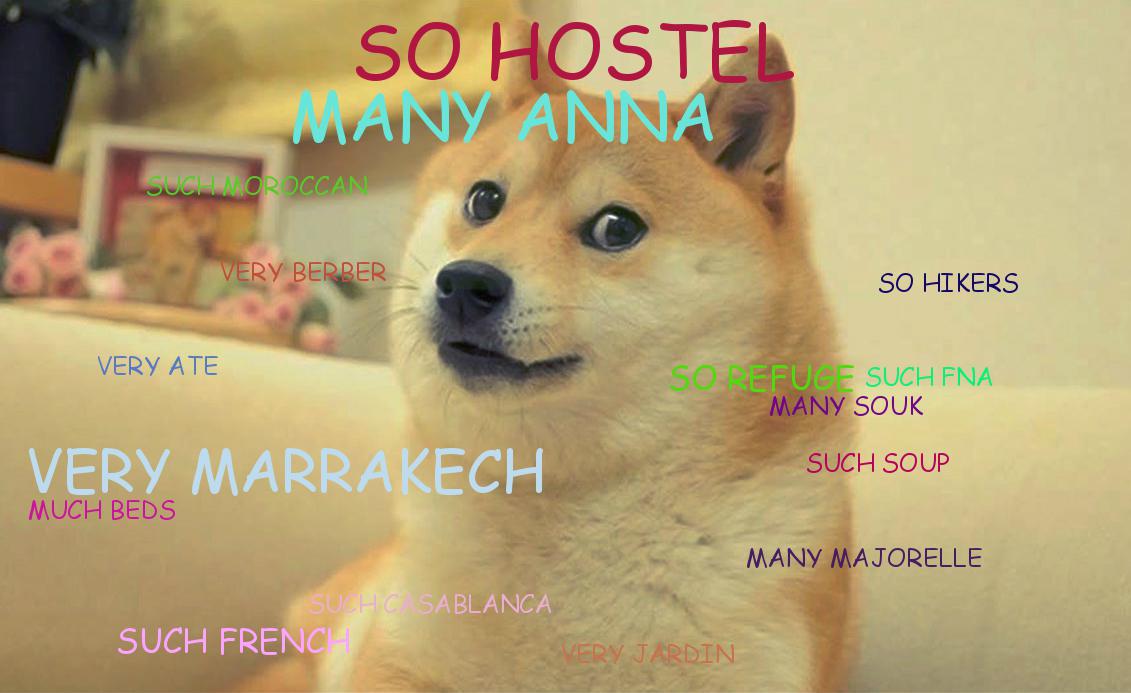 SO HOSTEL
MANY ANNA
SUCH MOROCCAN
VERY BERBER
SO HIKERS
VERY ATE
SO REFUGE
SUCH FNA
MANY SOUK
VERY MARRAKECH
SUCH SOUP
MUCH BEDS
MANY MAJORELLE
SUCH CASABLANCA
SUCH FRENCH
VERY JARDIN